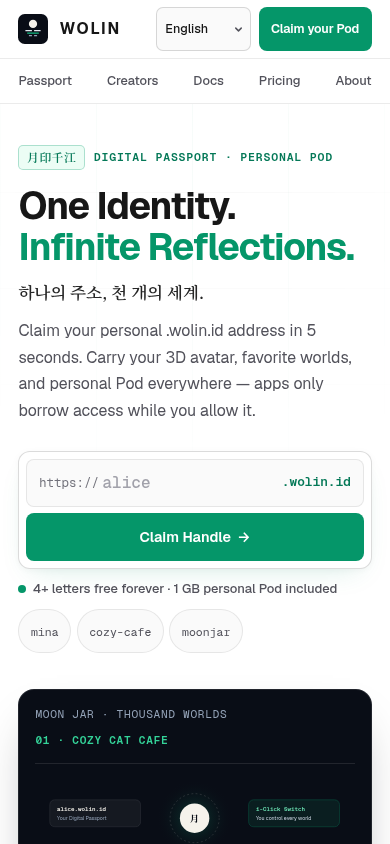 WOLIN
English
Claim your Pod
Passport Creators Docs Pricing About
月印千江 DIGITAL PASSPORT · PERSONAL POD
One Identity.
Infinite Reflections.
하나의 주소, 천 개의 세계.
Claim your personal .wolin.id address in 5
seconds. Carry your 3D avatar, favorite worlds,
and personal Pod everywhere — apps only
borrow access while you allow it.
https:// alice .wolin.id
Claim Handle →
4+ letters free forever · 1 GB personal Pod included
mina cozy-cafe moonjar
MOON JAR · THOUSAND WORLDS
01 · COZY CAT CAFE
alice.wolin.id
Your Digital Passport
月
1-Click Switch
You control every world